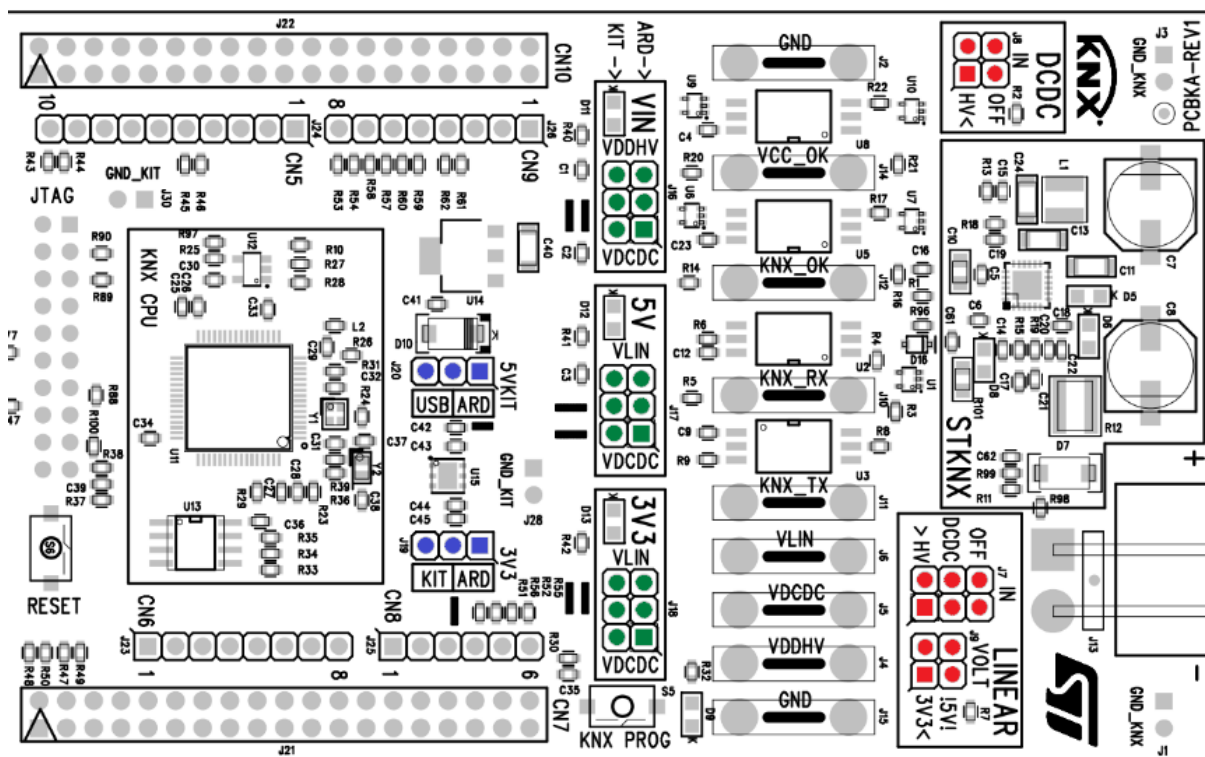 J22
CN10
10
1
J24
CN5
8
1
J26
CN9
R43
R44
GND_KIT
J30
R45
R46
R53
R54
R58
R57
R60
R59
R62
R61
JTAG
R90
R89
R88
R100
R38
C39
R37
S6
RESET
47
KNX CPU
R97
R25
C30
C25
C26
U12
C33
R10
R27
R28
L2
R26
C29
R31
C32
R24
Y1
C31
C37
R39
R36
Y2
C38
C34
U11
C27
C28
R29
R23
U13
C36
R35
R34
R33
U14
C40
C41
D10
K
J20
5VKIT
USB
ARD
C42
C43
U15
GND_KIT
J28
C44
C45
J19
3V3
KIT
ARD
R51
R56
R52
R55
R30
C35
CN6
J23
1
8
CN8
J25
1
6
R48
R50
R47
R49
J21
CN7
KIT-<
ARD->
D11
K
VIN
R40
VDDHV
C1
J16
C2
VDCDC
D12
K
5V
R41
VLIN
C3
J17
VDCDC
D13
K
3V3
R42
VLIN
J18
VDCDC
S5
KNX PROG
D9
K
R32
GND
J2
U9
C4
R22
U10
U8
VCC_OK
J14
R20
R21
U6
C23
R17
U7
U5
KNX_OK
J12
R14
R16
C16
R1
R96
D16
R6
C12
R4
U2
KNX_RX
J10
R5
R3
U1
C9
R9
R8
U3
KNX_TX
J11
VLIN
J6
VDCDC
J5
VDDHV
J4
GND
J15
J8
IN
DCDC
HV<
OFF
R2
KNX
J3
GND_KNX
PCBKA-REV1
R13
C15
C24
L1
R18
C19
C13
C10
C5
C11
C7
D5
K
C6
C61
C14
R15
R19
C20
C18
D6
K
C8
C22
C17
C21
D8
K
R101
R12
STKNX
C62
R99
R11
D7
R98
+
-
OFF
DCDC
>HV
J7
IN
J9
VOLT
LINEAR
3V3<
!5V!
R7
J13
ST
GND_KNX
J1